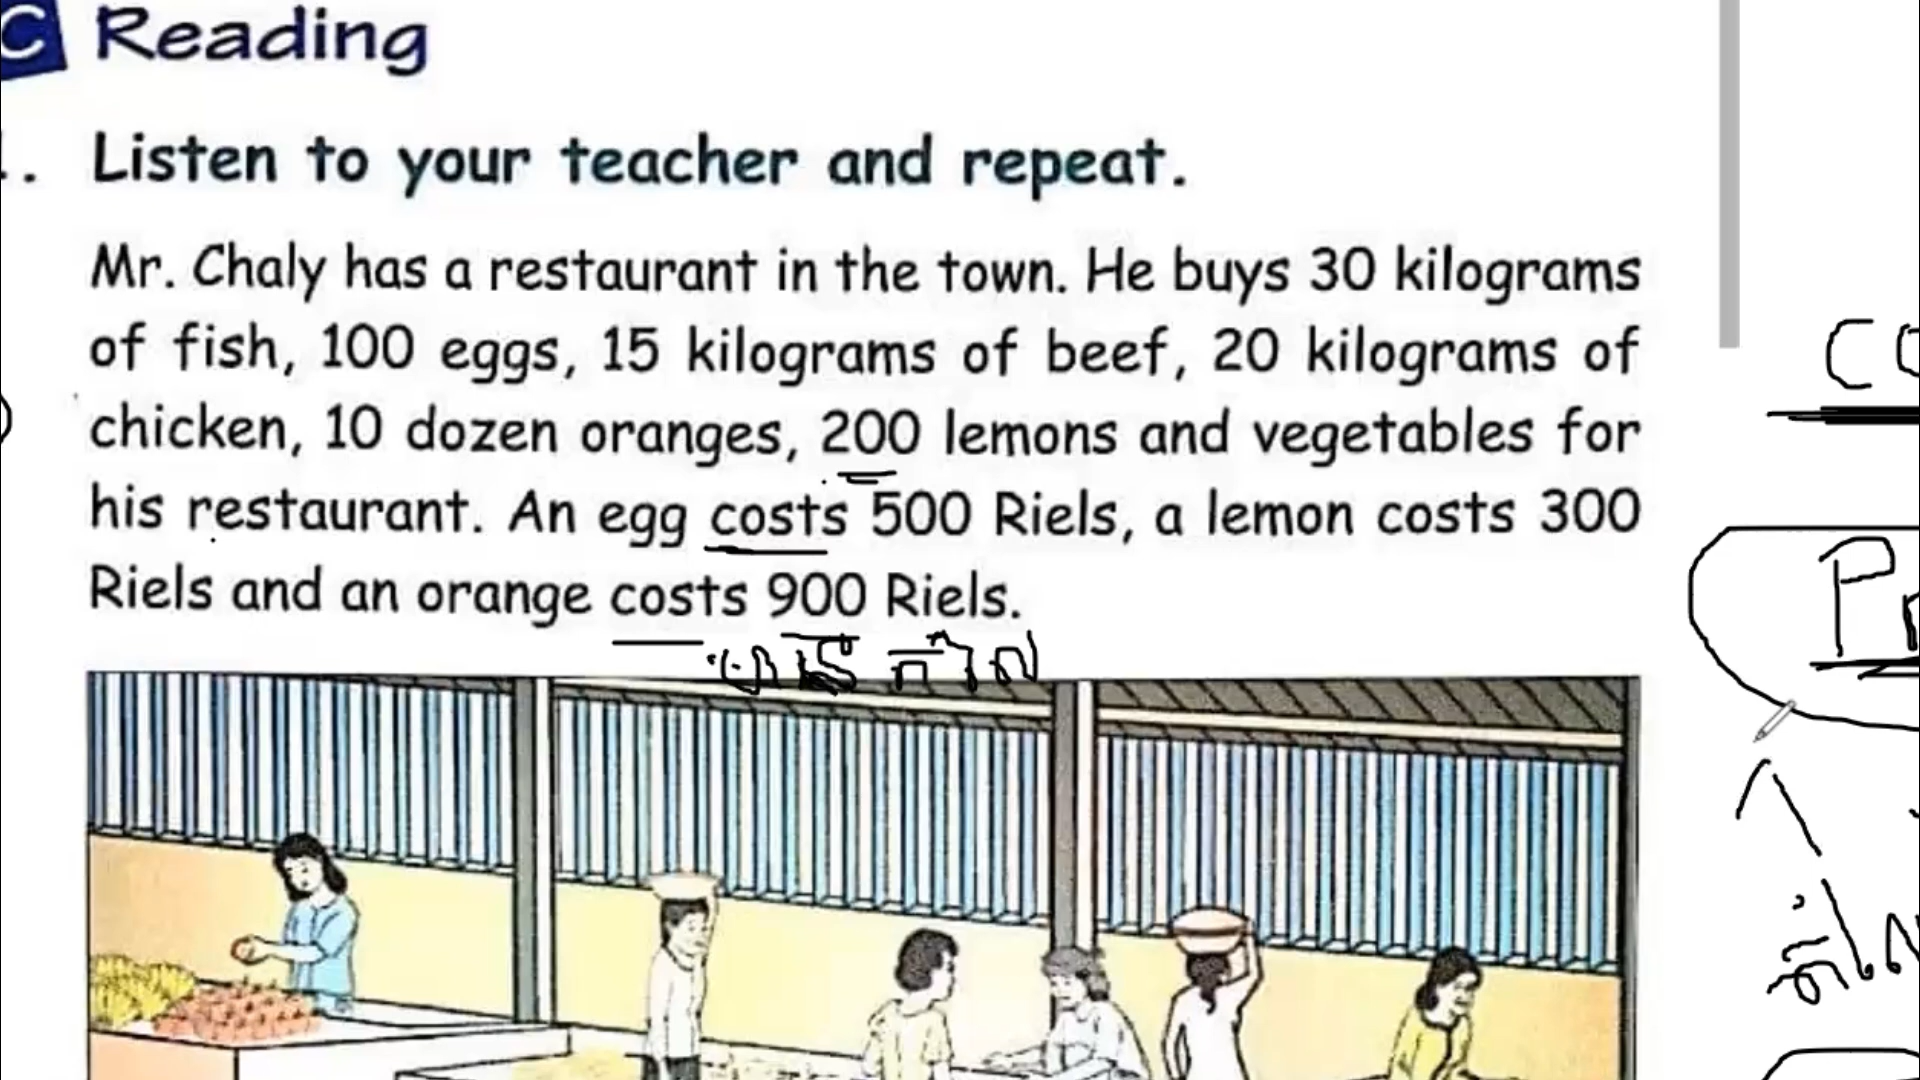 C Reading
. Listen to your teacher and repeat.
Mr. Chaly has a restaurant in the town. He buys 30 kilograms
of fish, 100 eggs, 15 kilograms of beef, 20 kilograms of
chicken, 10 dozen oranges, 200 lemons and vegetables for
his restaurant. An egg costs 500 Riels, a lemon costs 300
Riels and an orange costs 900 Riels.